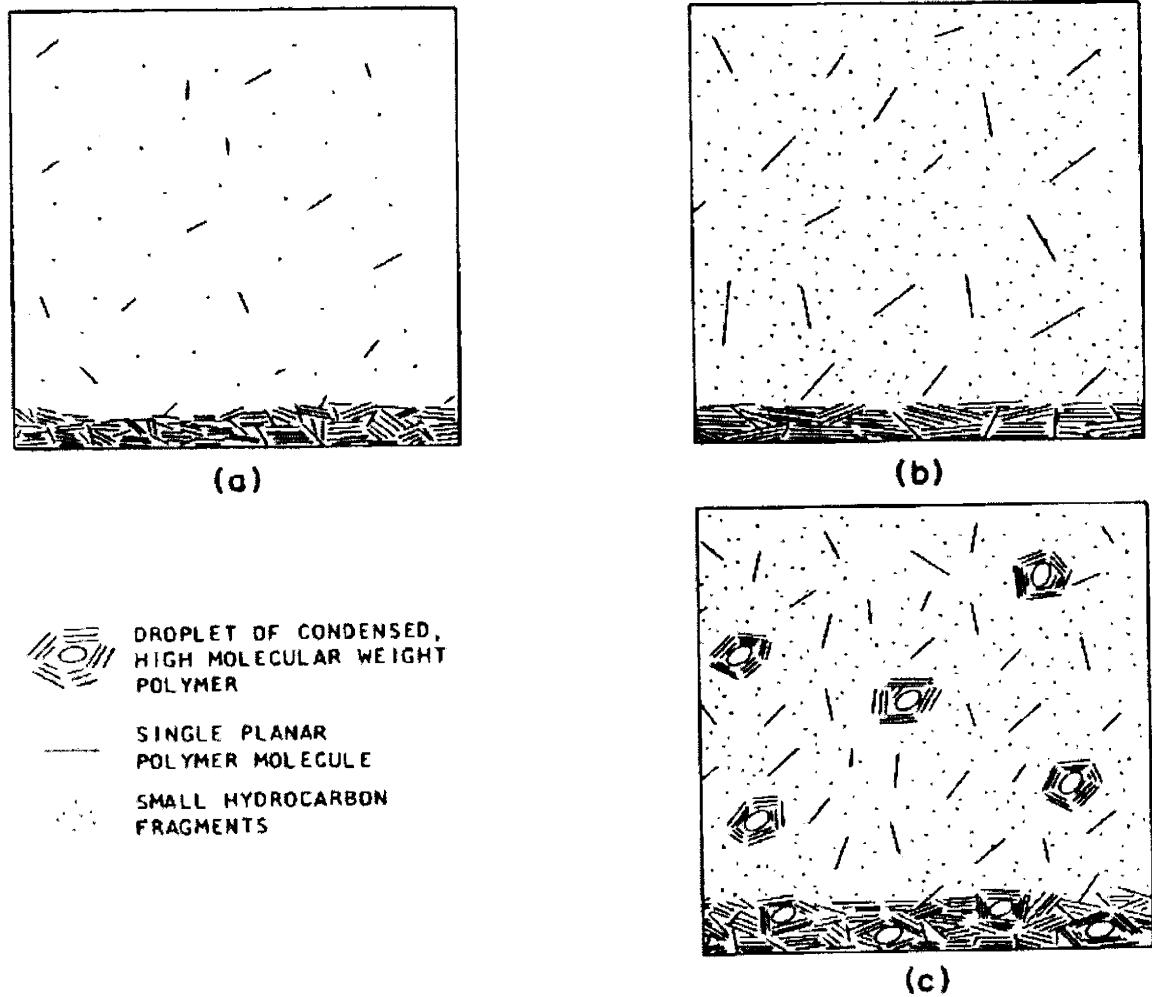 (a)
(b)
DROPLET OF CONDENSED,
HIGH MOLECULAR WEIGHT
POLYMER
SINGLE PLANAR
POLYMER MOLECULE
SMALL HYDROCARBON
FRAGMENTS
(c)